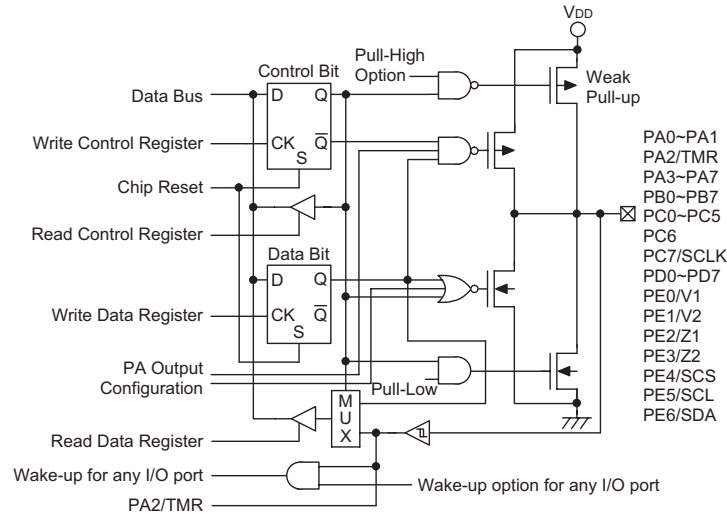 VDD
Pull-High
Option
Control Bit
Weak
Pull-up
Data Bus
D
Q
Write Control Register
CK
Q
S
Chip Reset
Read Control Register
Data Bit
D
Q
Write Data Register
CK
Q
S
PA Output
Configuration
Pull-Low
M
U
X
Read Data Register
Wake-up for any I/O port
Wake-up option for any I/O port
PA2/TMR
PA0~PA1
PA2/TMR
PA3~PA7
PB0~PB7
PC0~PC5
PC6
PC7/SCLK
PD0~PD7
PE0/V1
PE1/V2
PE2/Z1
PE3/Z2
PE4/SCS
PE5/SCL
PE6/SDA